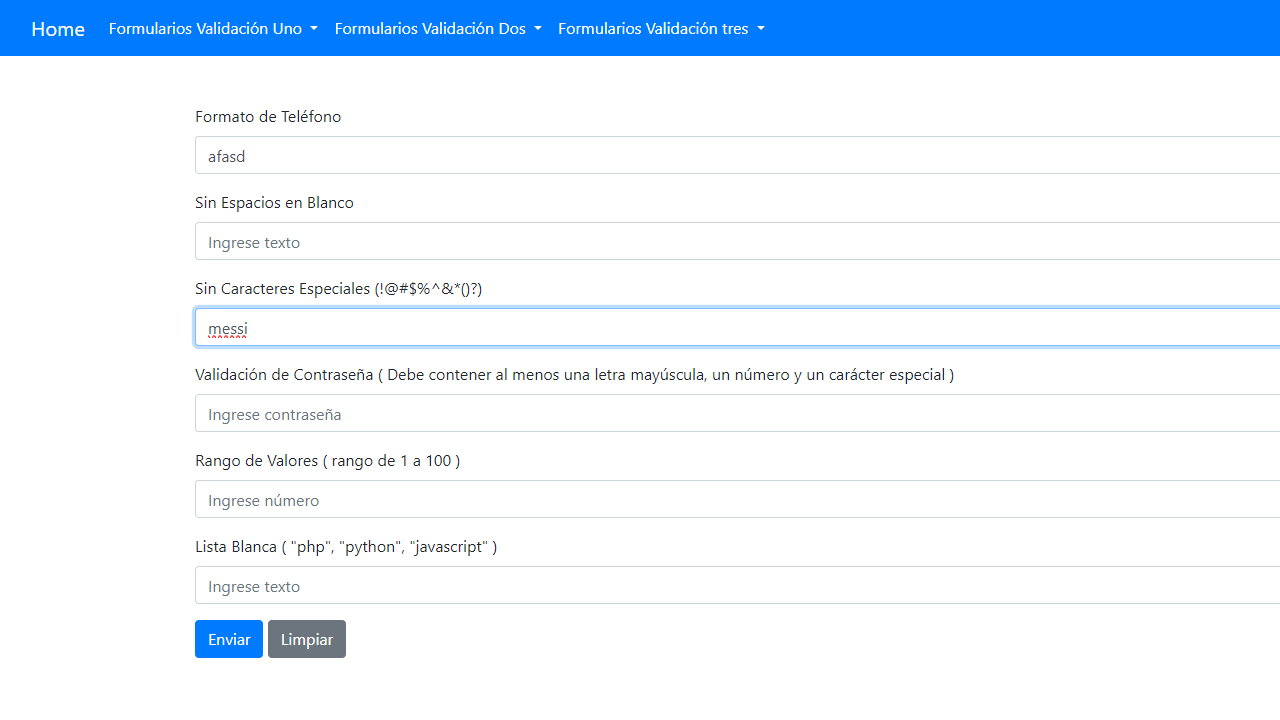 Home Formularios Validación Uno Formularios Validación Dos Formularios Validación tres
Formato de Teléfono
afasd
Sin Espacios en Blanco
Ingrese texto
Sin Caracteres Especiales (!@#$%^&*()?)
messi
Validación de Contraseña ( Debe contener al menos una letra mayúscula, un número y un carácter especial )
Ingrese contraseña
Rango de Valores ( rango de 1 a 100 )
Ingrese número
Lista Blanca ( "php", "python", "javascript" )
Ingrese texto
Enviar Limpiar